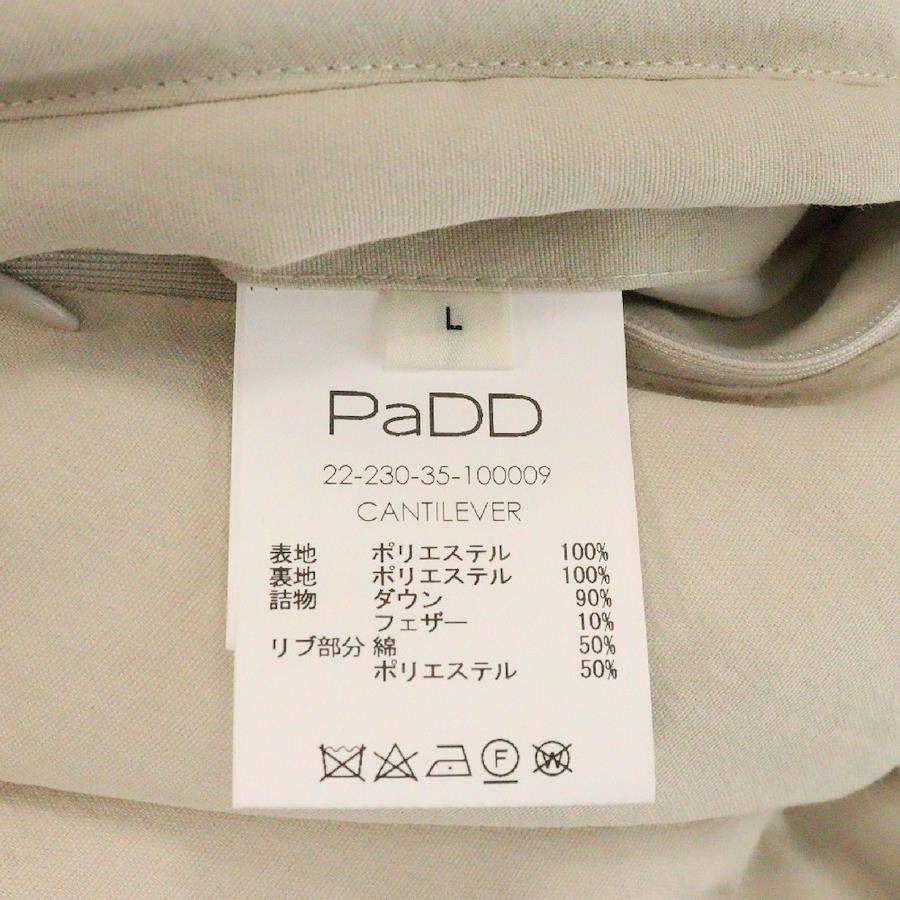 L
PaDD
22-230-35-100009
CANTILEVER
表地 ポリエステル 100%
裏地 ポリエステル 100%
詰物 ダウン 90%
フェザー 10%
リブ部分 綿 50%
ポリエステル 50%
F W